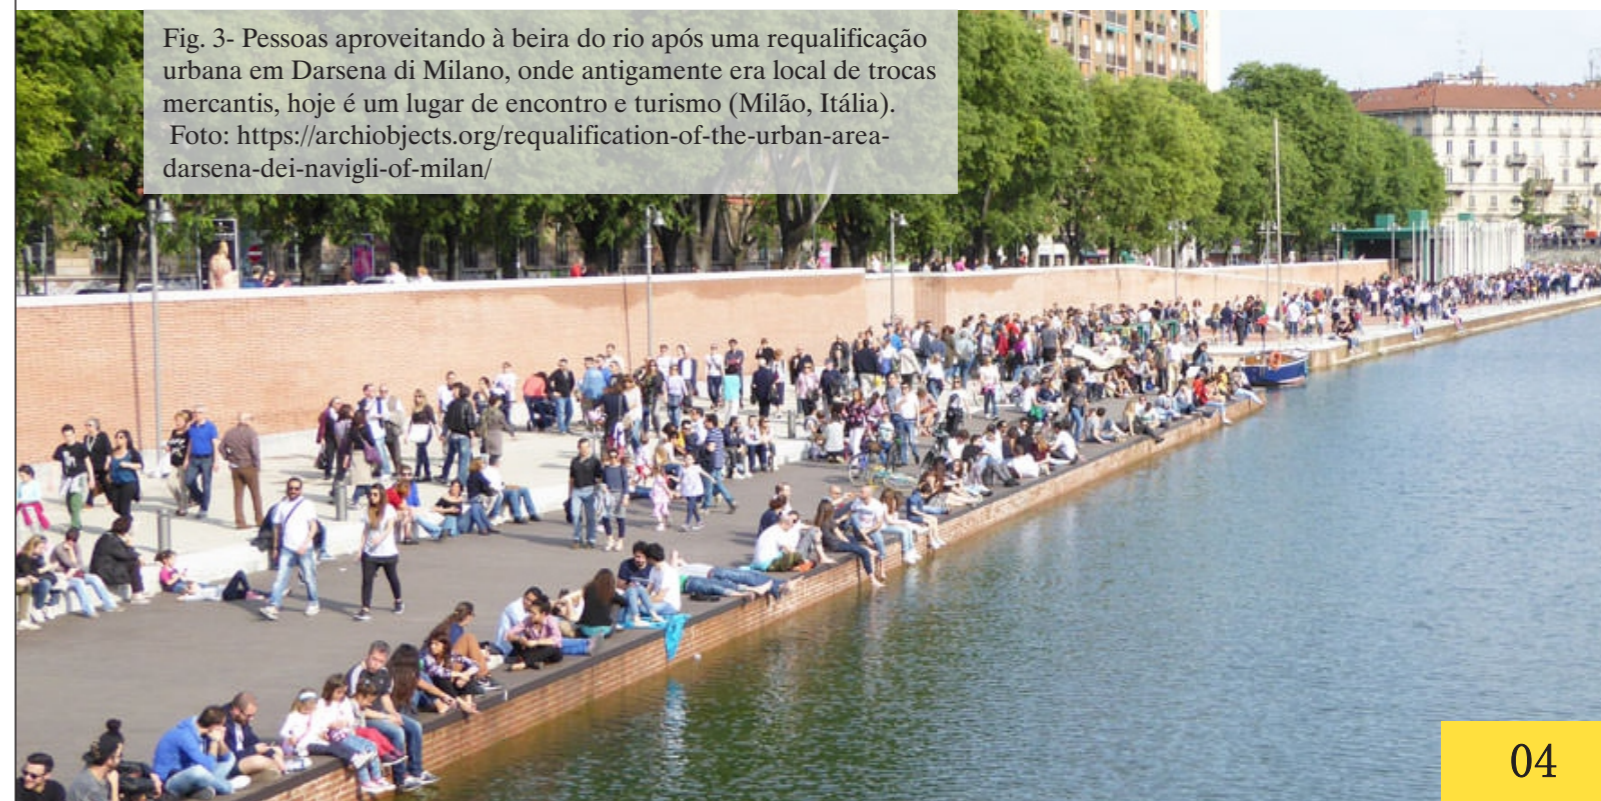 Fig. 3- Pessoas aproveitando à beira do rio após uma requalificação
urbana em Darsena di Milano, onde antigamente era local de trocas
mercantis, hoje é um lugar de encontro e turismo (Milão, Itália).
Foto: https://archiobjects.org/requalification-of-the-urban-area-
darsena-dei-navigli-of-milan/
04